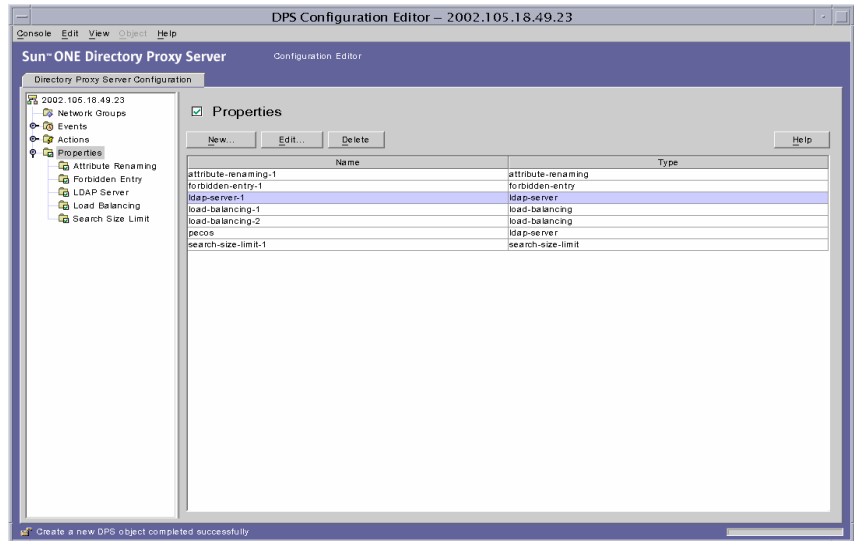 DPS Configuration Editor – 2002.105.18.49.23
Console Edit View Object Help
Sun™ ONE Directory Proxy Server Configuration Editor
Directory Proxy Server Configuration
2002.105.18.49.23
Network Groups
Events
Actions
Properties
Attribute Renaming
Forbidden Entry
LDAP Server
Load Balancing
Search Size Limit
Properties
New... Edit... Delete Help
Name Type
attribute-renaming-1 attribute-renaming
forbidden-entry-1 forbidden-entry
ldap-server-1 ldap-server
load-balancing-1 load-balancing
load-balancing-2 load-balancing
pecos ldap-server
search-size-limit-1 search-size-limit
Create a new DPS object completed successfully